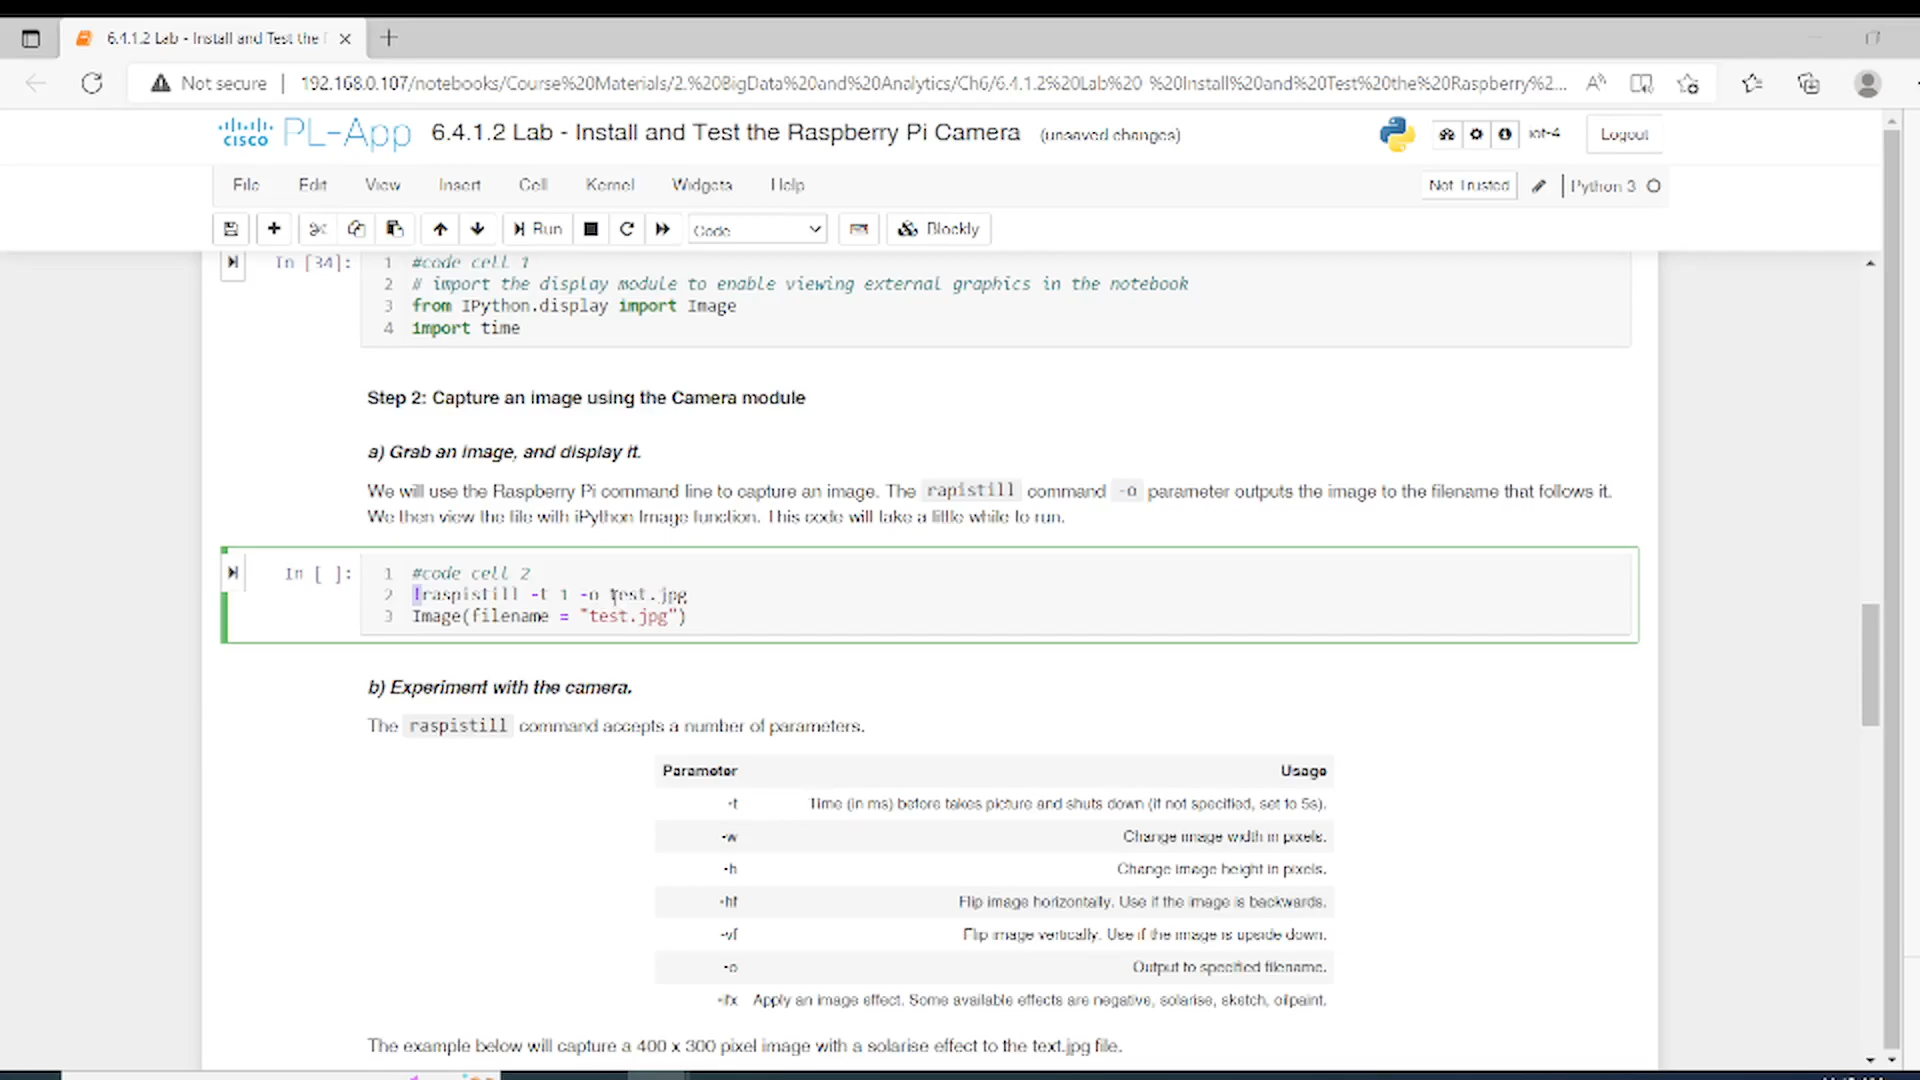 6.4.1.2 Lab - Install and Test the
Not secure | 192.168.0.107/notebooks/Course%20Materials/2.%20BigData%20and%20Analytics/Ch6/6.4.1.2%20Lab%20 %20Install%20and%20Test%20the%20Raspberry%2...
cisco PL-App 6.4.1.2 Lab - Install and Test the Raspberry Pi Camera (unsaved changes) iot-4 Logout
File Edit View Insert Cell Kernel Widgets Help Not Trusted Python 3
Run Code Blockly
In [34]: 1 #code cell 1
2 # import the display module to enable viewing external graphics in the notebook
3 from IPython.display import Image
4 import time
Step 2: Capture an image using the Camera module
a) Grab an image, and display it.
We will use the Raspberry Pi command line to capture an image. The rapistill command -o parameter outputs the image to the filename that follows it.
We then view the file with iPython Image function. This code will take a little while to run.
In [ ]: 1 #code cell 2
2 !raspistill -t 1 -o test.jpg
3 Image(filename = "test.jpg")
b) Experiment with the camera.
The raspistill command accepts a number of parameters.
Parameter Usage
-t Time (in ms) before takes picture and shuts down (if not specified, set to 5s).
-w Change image width in pixels.
-h Change image height in pixels.
-hf Flip image horizontally. Use if the image is backwards.
-vf Flip image vertically. Use if the image is upside down.
-o Output to specified filename.
-ifx Apply an image effect. Some available effects are negative, solarise, sketch, oilpaint.
The example below will capture a 400 x 300 pixel image with a solarise effect to the text.jpg file.